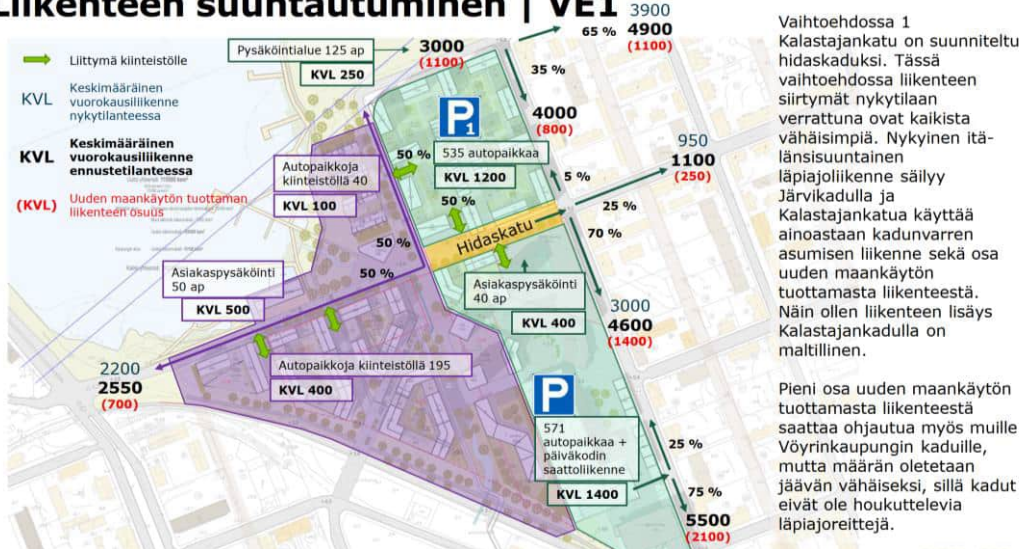 Liikenteen suuntautuminen | VE1
Liittymä kiinteistölle
KVL
Keskimääräinen
vuorokausiliikenne
nykytilanteessa
KVL
Keskimääräinen
vuorokausiliikenne
ennustetilanteessa
(KVL)
Uuden maankäytön tuottaman
liikenteen osuus
Pysäköintialue 125 ap
KVL 250
3000
(1100)
65 %
3900
4900
(1100)
35 %
4000
(800)
P1
535 autopaikkaa
KVL 1200
50 %
50 %
Autopaikkoja
kiinteistöllä 40
KVL 100
5 %
950
1100
(250)
25 %
70 %
Hidaskatu
50 %
50 %
Asiakaspysäköinti
50 ap
KVL 500
Asiakaspysäköinti
40 ap
KVL 400
3000
4600
(1400)
2200
2550
(700)
Autopaikkoja kiinteistöllä 195
KVL 400
P
571
autopaikkaa +
päiväkodin
saattoliikenne
KVL 1400
25 %
75 %
5500
(2100)
Vaihtoehdossa 1
Kalastajankatu on suunniteltu
hidaskaduksi. Tässä
vaihtoehdossa liikenteen
siirtymät nykytilaan
verrattuna ovat kaikista
vähäisimpiä. Nykyinen itä-
länsisuuntainen
läpiajoliikenne säilyy
Järvikadulla ja
Kalastajankatua käyttää
ainoastaan kadunvarren
asumisen liikenne sekä osa
uuden maankäytön
tuottamasta liikenteestä.
Näin ollen liikenteen lisäys
Kalastajankadulla on
maltillinen.
Pieni osa uuden maankäytön
tuottamasta liikenteestä
saattaa ohjautua myös muille
Vöyrinkaupungin kaduille,
mutta määrän oletetaan
jäävän vähäiseksi, sillä kadut
eivät ole houkuttelevia
läpiajoreittejä.